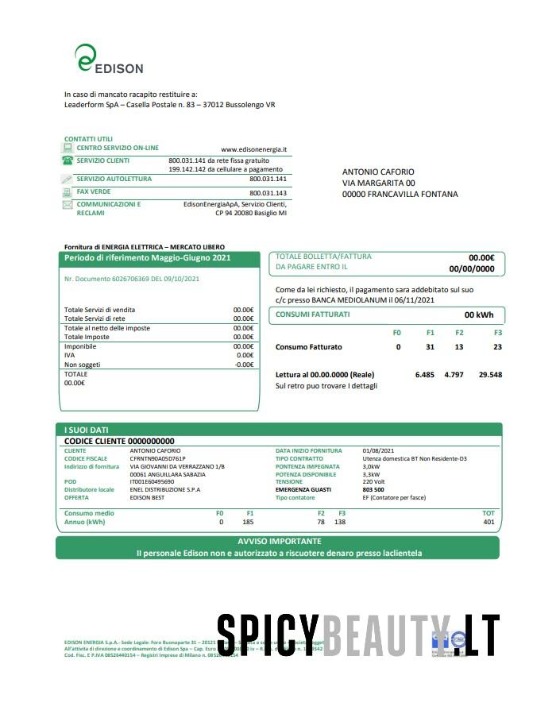 EDISON
In caso di mancato racapito restituire a:
Leaderform SpA – Casella Postale n. 83 – 37012 Bussolengo VR
CONTATTI UTILI
CENTRO SERVIZIO ON-LINE www.edisonenergia.it
SERVIZIO CLIENTI 800.031.141 da rete fissa gratuito
199.142.142 da cellulare a pagamento
SERVIZIO AUTOLETTURA 800.031.141
FAX VERDE 800.031.143
COMMUNICAZIONI E RECLAMI EdisonEnergiaApA, Servizio Clienti,
CP 94 20080 Basiglio MI
ANTONIO CAFORIO
VIA MARGARITA 00
00000 FRANCAVILLA FONTANA
Fornitura di ENERGIA ELETTRICA – MERCATO LIBERO
Periodo di riferimento Maggio-Giugno 2021
Nr. Documento 6026706369 DEL 09/10/2021
Totale Servizi di vendita 00.00€
Totale Servizi di rete 00.00€
Totale al netto delle imposte 00.00€
Totale Imposte 00.00€
Imponibile 00.00€
IVA 0.00€
Non soggeti -0.00€
TOTALE
00.00€
TOTALE BOLLETTA/FATTURA 00.00€
DA PAGARE ENTRO IL 00/00/0000
Come da lei richiesto, il pagamento sara addebitato sul suo
c/c presso BANCA MEDIOLANUM il 06/11/2021
CONSUMI FATTURATI 00 kWh
F0 F1 F2 F3
Consumo Fatturato 0 31 13 23
Lettura al 00.00.0000 (Reale) 6.485 4.797 29.548
Sul retro puo trovare i dettagli
I SUOI DATI
CODICE CLIENTE 0000000000
CLIENTE ANTONIO CAFORIO
CODICE FISCALE CFRNTN90A05D761P
Indirizzo di fornitura VIA GIOVANNI DA VERRAZZANO 1/B
00061 ANGUILLARA SABAZIA
POD IT001E60495690
Distributore locale ENEL DISTRIBUZIONE S.P.A
OFFERTA EDISON BEST
DATA INIZIO FORNITURA 01/08/2021
TIPO CONTRATTO Utenza domestica BT Non Residente-D3
PONTENZA IMPEGNATA 3,0kW
POTENZA DISPONIBILE 3,3kW
TENSIONE 220 Volt
EMERGENZA GUASTI 803 500
Tipo contatore EF (Contatore per fasce)
Consumo medio F0 F1 F2 F3 TOT
Annuo (kWh) 0 185 78 138 401
AVVISO IMPORTANTE
Il personale Edison non e autorizzato a riscuotere denaro presso laclientela
SPICYBEAUTY.LT
EDISON ENERGIA S.p.A.- Sede Legale: Foro Buonaparte 31 – 20121
All'attività di direzione e coordinamento di Edison Spa – Cap.
Cod. Fisc. E P.IVA 08526440154 – Registri Imprese di Milano n.